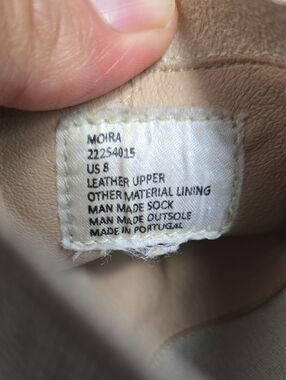 MOIRA
22254015
US 8
LEATHER UPPER
OTHER MATERIAL LINING
MAN MADE SOCK
MAN MADE OUTSOLE
MADE IN PORTUGAL